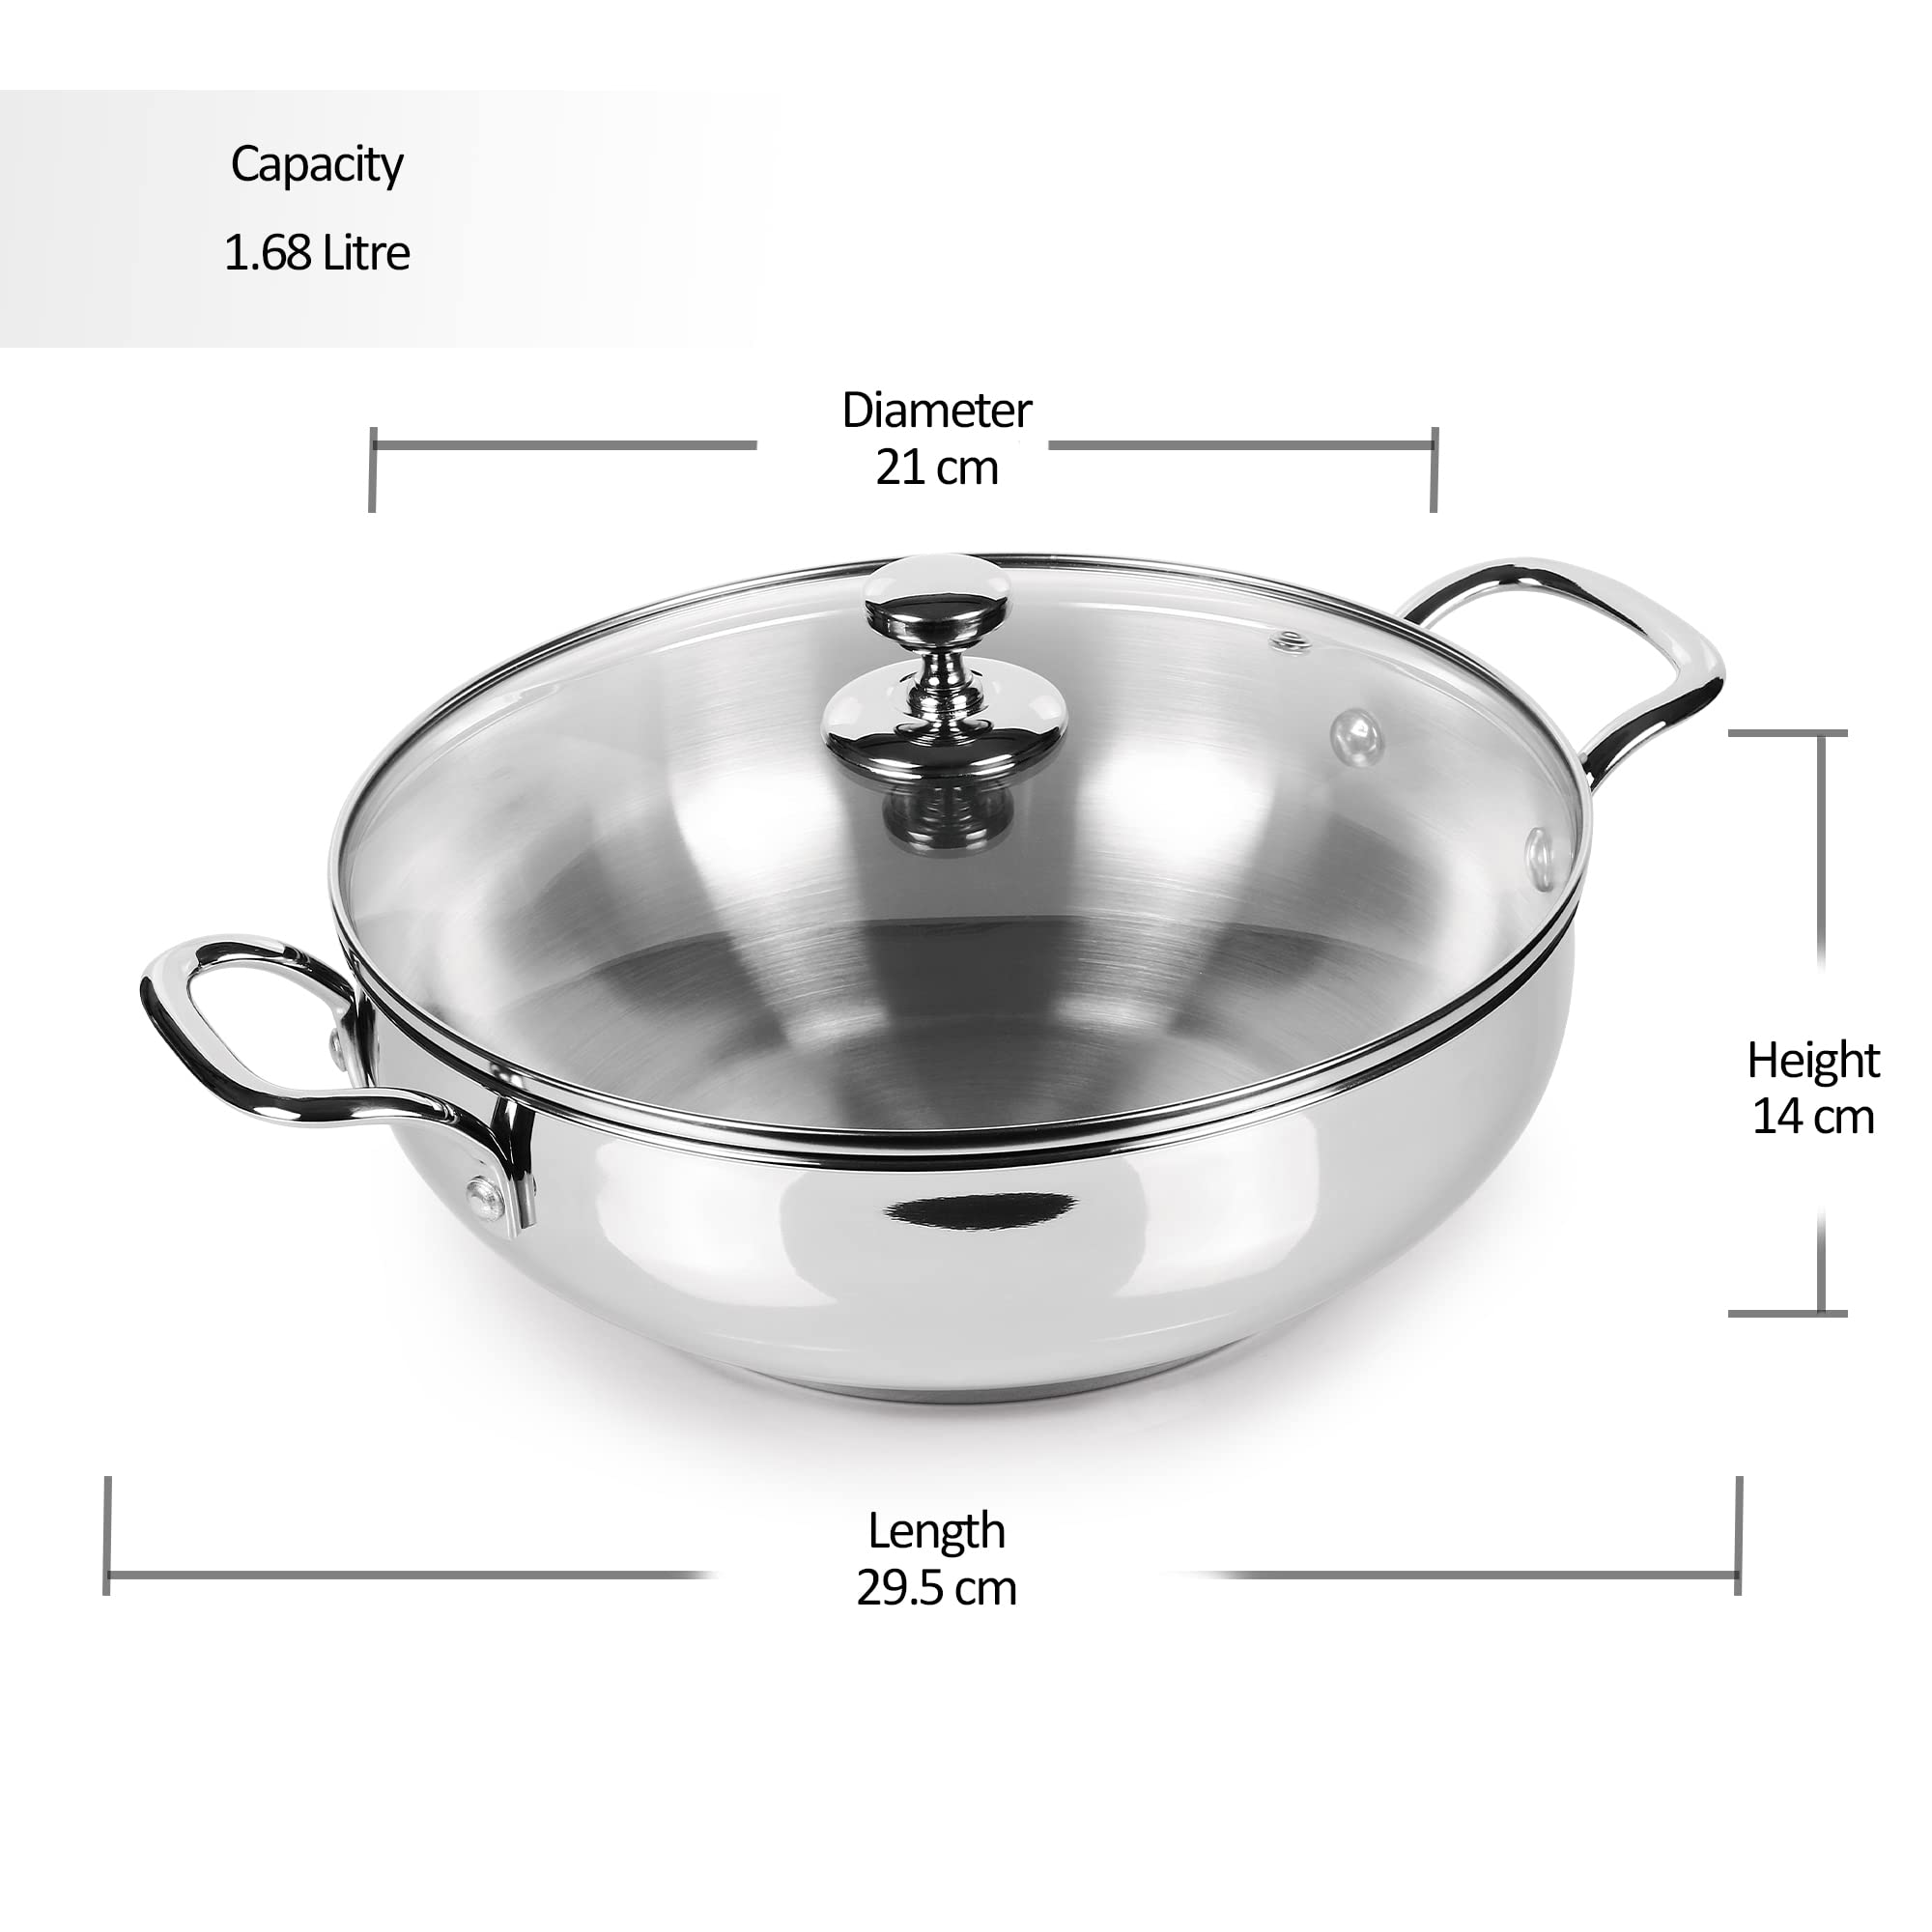 Capacity
1.68 Litre
Diameter
21 cm
Height
14 cm
Length
29.5 cm